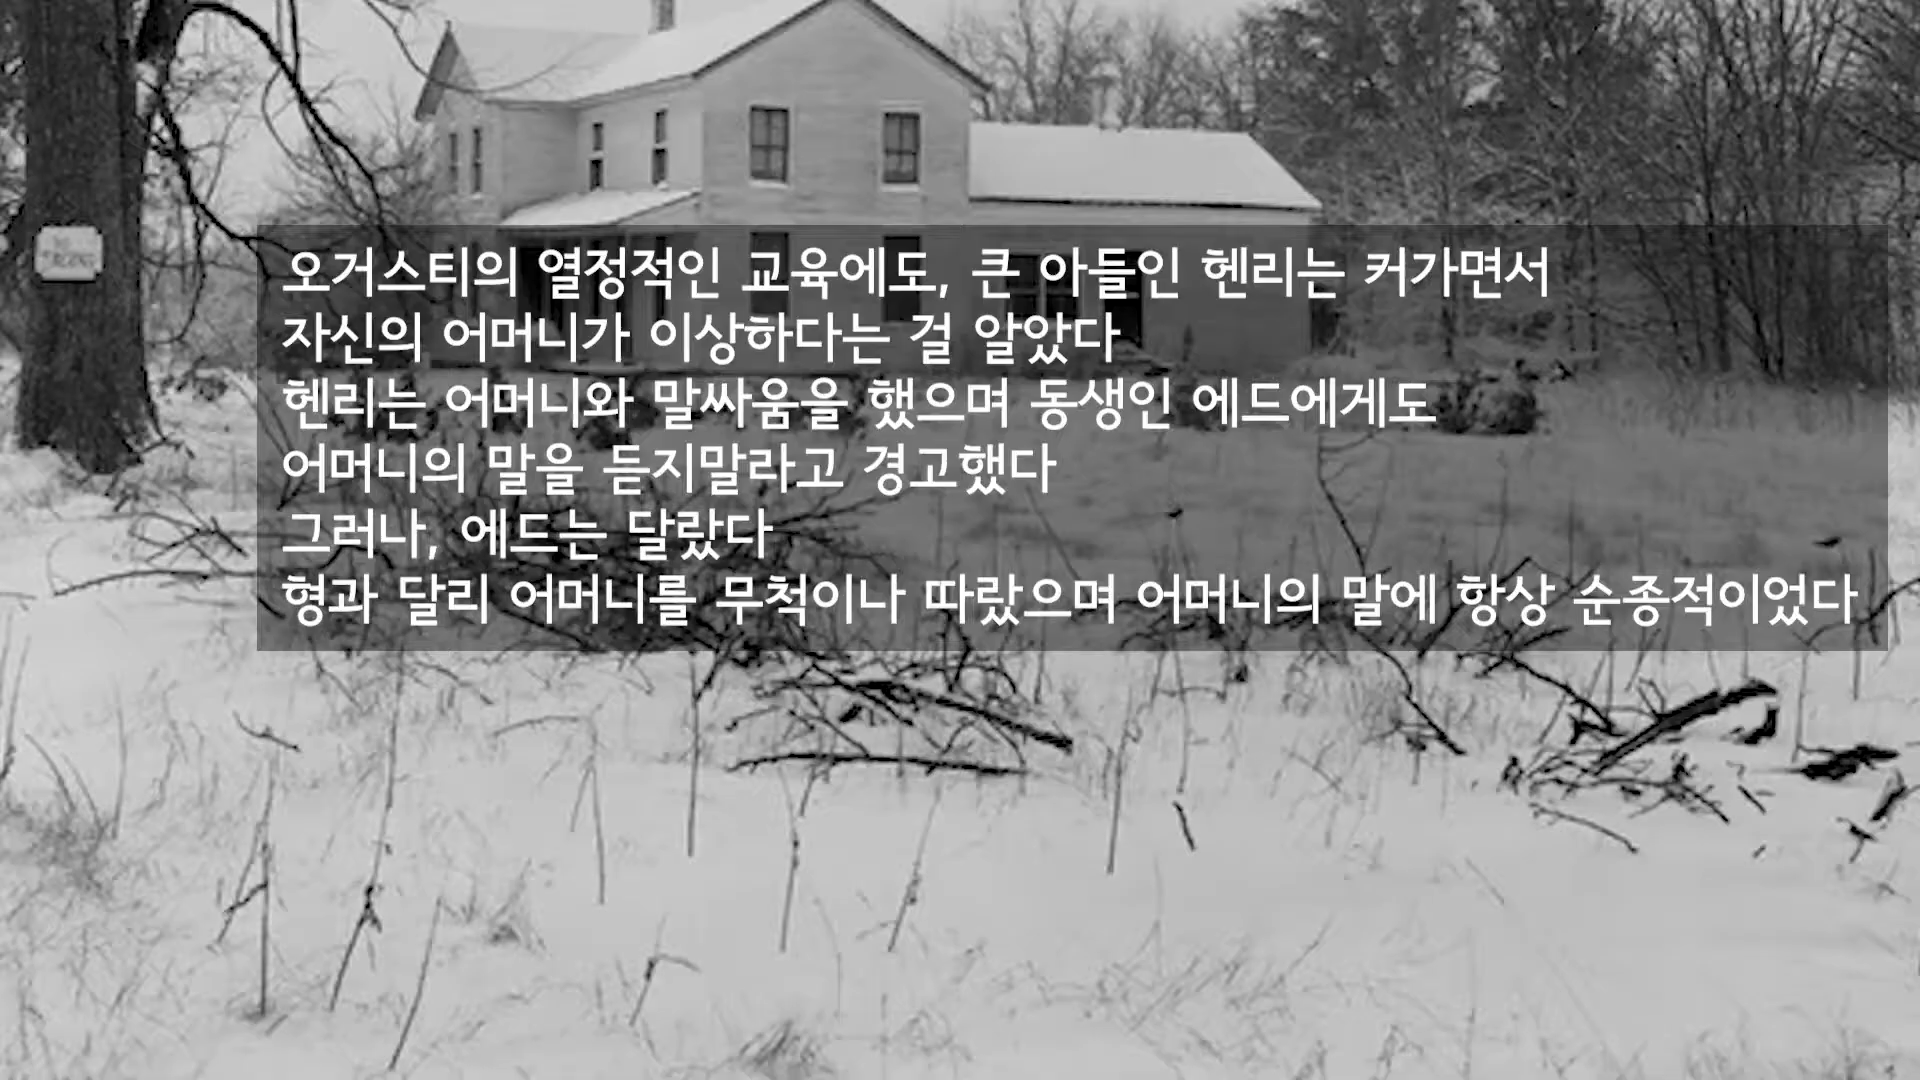 오거스티의 열정적인 교육에도, 큰 아들인 헨리는 커가면서
자신의 어머니가 이상하다는 걸 알았다
헨리는 어머니와 말싸움을 했으며 동생인 에드에게도
어머니의 말을 듣지말라고 경고했다
그러나, 에드는 달랐다
형과 달리 어머니를 무척이나 따랐으며 어머니의 말에 항상 순종적이었다